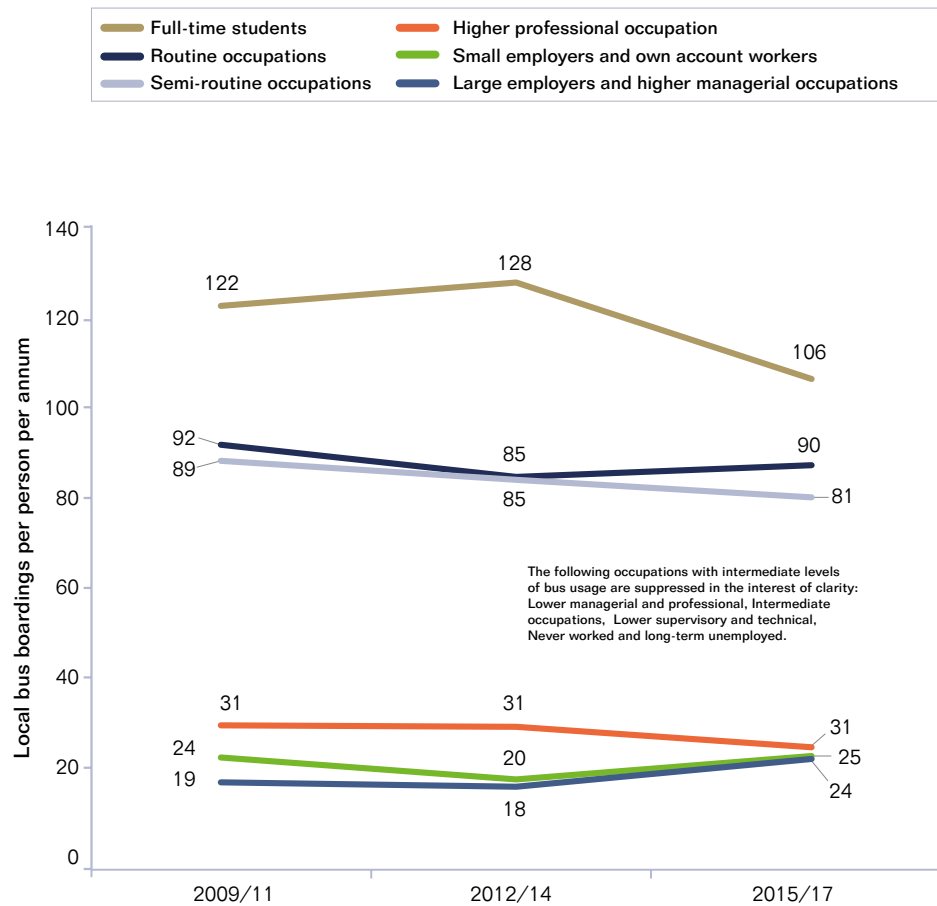 Full-time students
Routine occupations
Semi-routine occupations
Higher professional occupation
Small employers and own account workers
Large employers and higher managerial occupations
Local bus boardings per person per annum
140
120
100
80
60
40
20
0
122
128
106
92
85
90
89
85
81
The following occupations with intermediate levels
of bus usage are suppressed in the interest of clarity:
Lower managerial and professional, Intermediate
occupations, Lower supervisory and technical,
Never worked and long-term unemployed.
31
31
31
24
20
25
19
18
24
2009/11
2012/14
2015/17